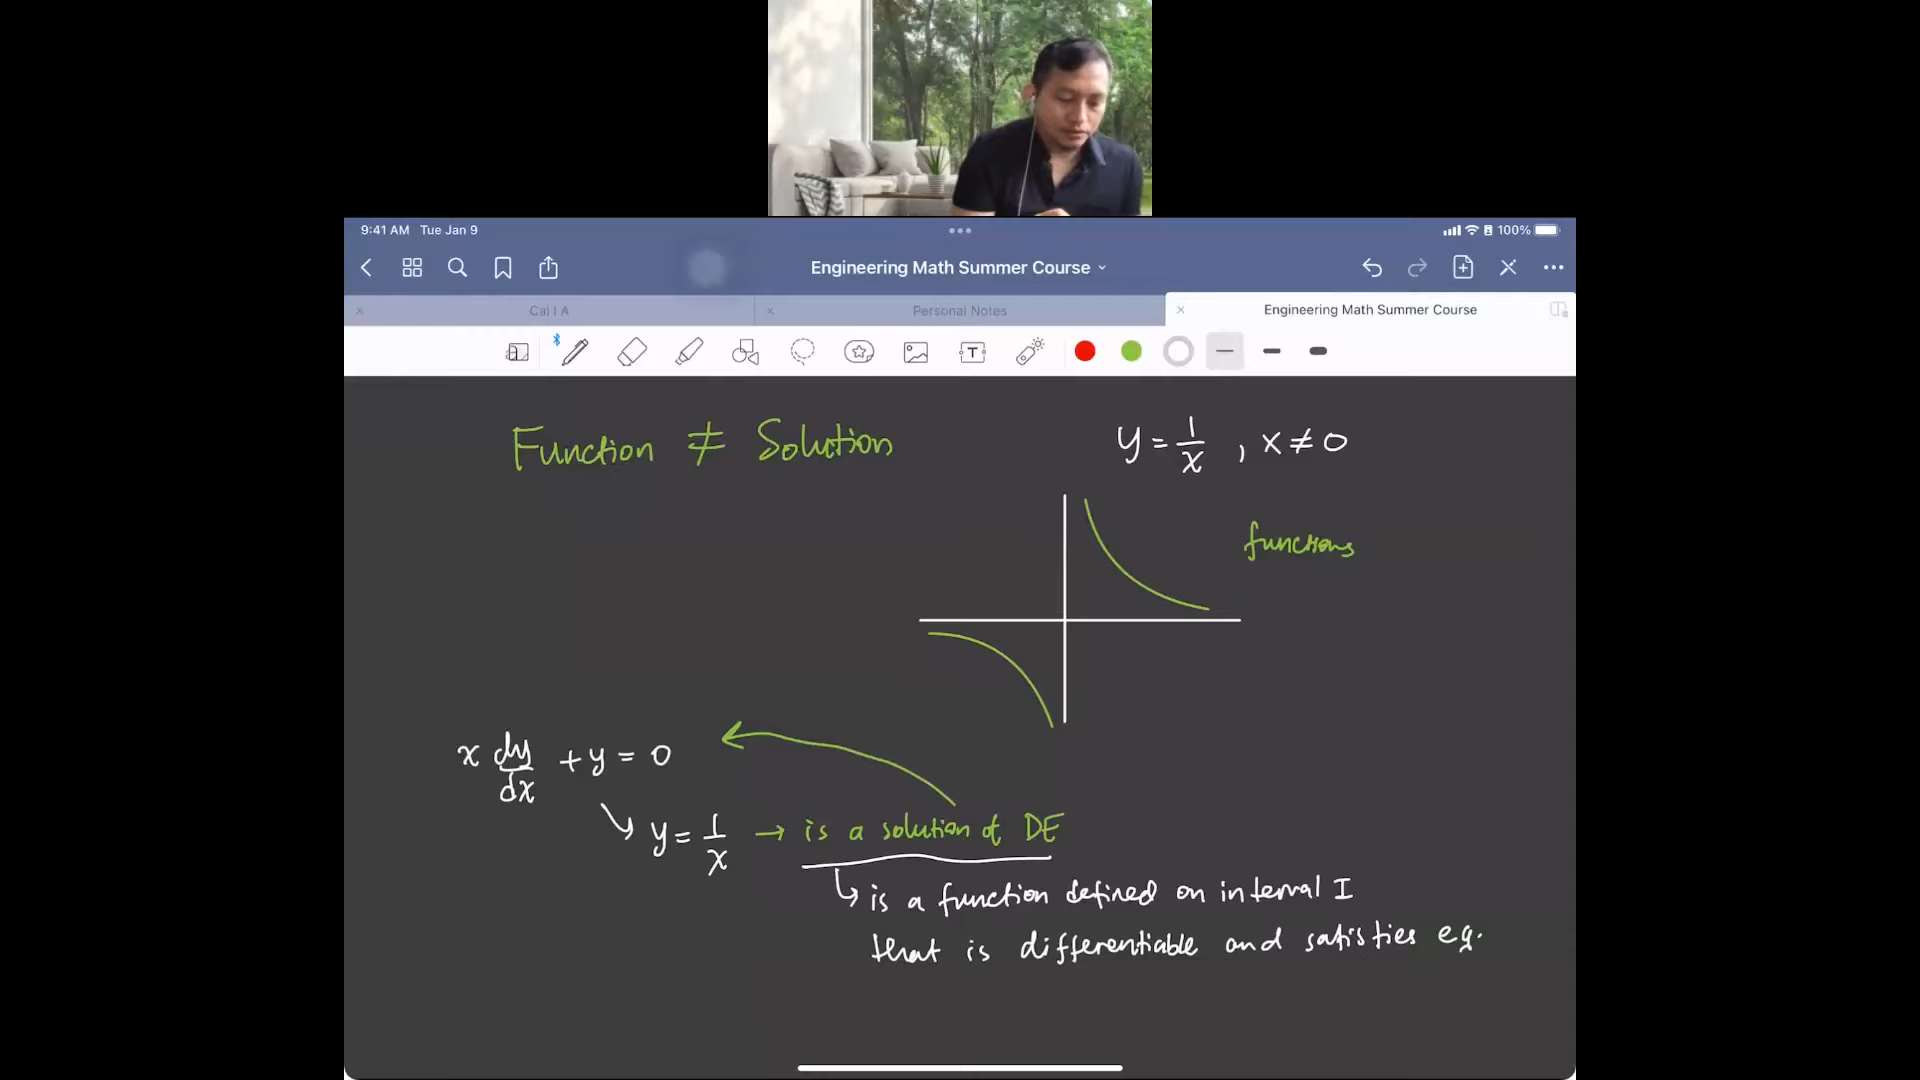 9:41 AM Tue Jan 9
100%
Engineering Math Summer Course
Cal I A
Personal Notes
Engineering Math Summer Course
a
T
Function ≠ Solution
y = 1/x , x ≠ 0
functions
x dy/dx + y = 0
y = 1/x → is a solution of DE
↳ is a function defined on interval I
that is differentiable and satisfies eq.